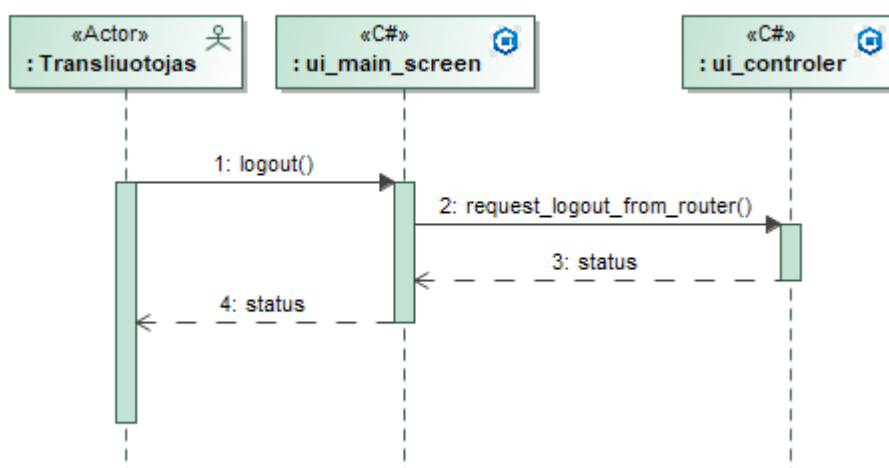 «Actor»
: Transliuotojas
«C#»
: ui_main_screen
«C#»
: ui_controler
1: logout()
2: request_logout_from_router()
3: status
4: status